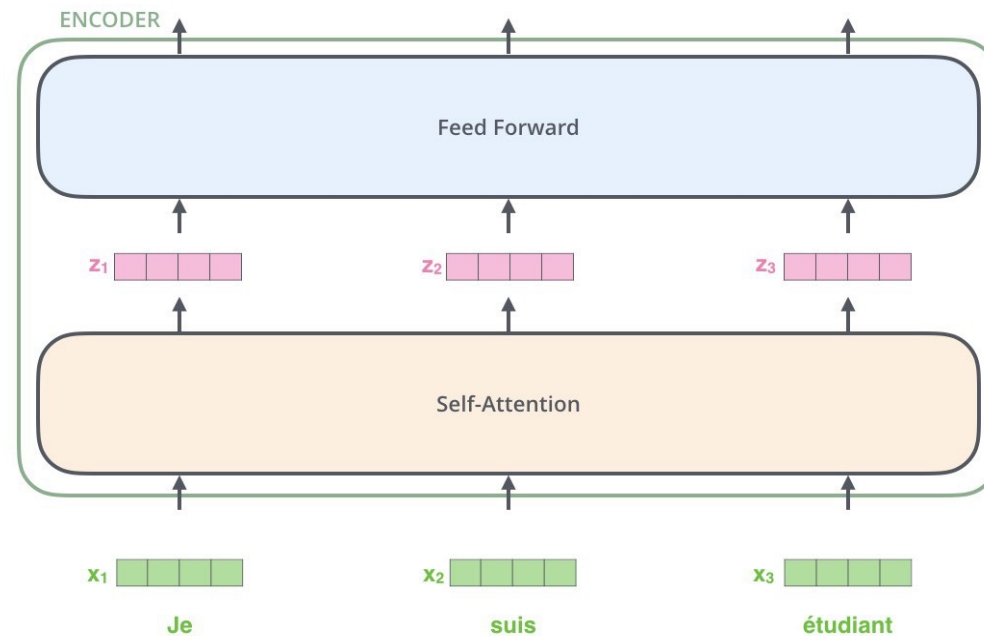 ENCODER
Feed Forward
z1 z2 z3
Self-Attention
x1 x2 x3
Je suis étudiant